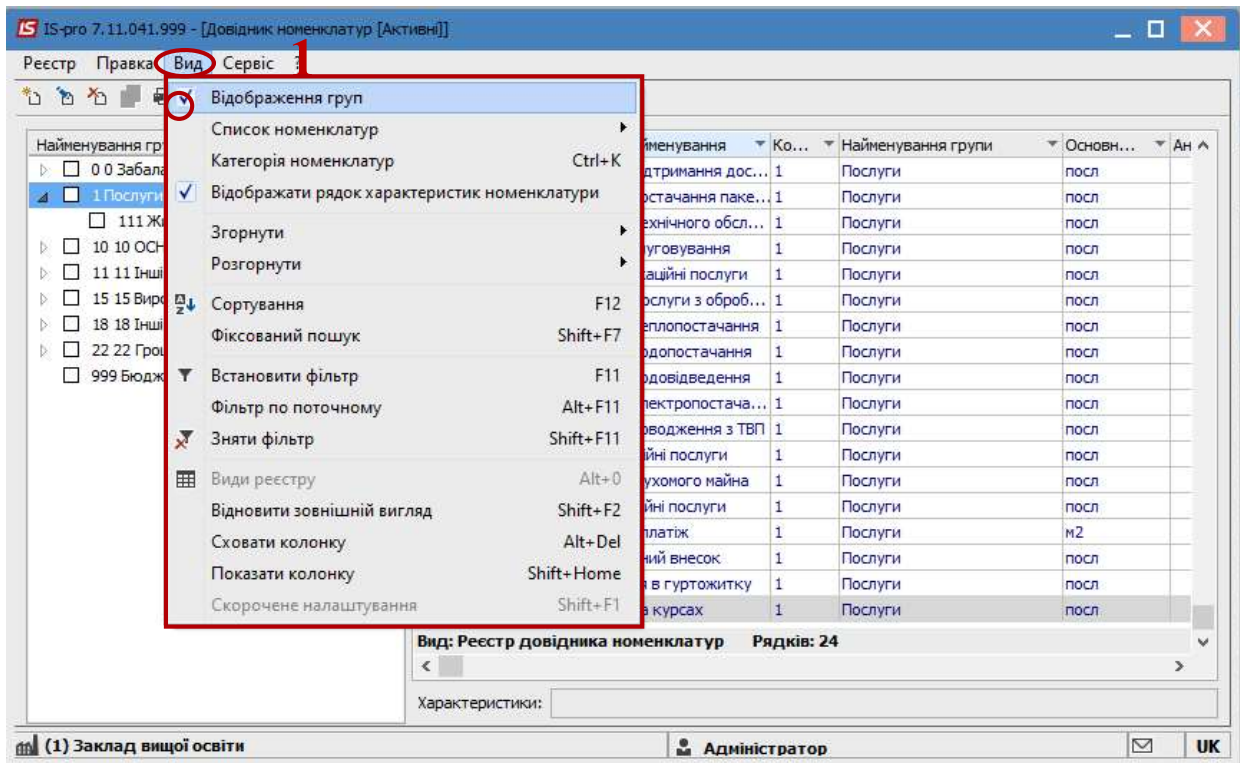 IS-pro 7.11.041.999 - [Довідник номенклатур [Активні]]
Реєстр Правка Вид Сервіс ?
1
Відображення груп
Список номенклатур
Категорія номенклатур Ctrl+K
Відображати рядок характеристик номенклатури
Згорнути
Розгорнути
Сортування F12
Фіксований пошук Shift+F7
Встановити фільтр F11
Фільтр по поточному Alt+F11
Зняти фільтр Shift+F11
Види реєстру Alt+0
Відновити зовнішній вигляд Shift+F2
Сховати колонку Alt+Del
Показати колонку Shift+Home
Скорочене налаштування Shift+F1
Найменування гр
0 0 Забала
1 Послуги
111 Жи
10 10 ОСН
11 11 Інші
15 15 Виро
18 18 Інші
22 22 Грош
999 Бюдж
йменування Ко... Найменування групи Основн... Ан
дтримання дос... 1 Послуги посл
остачання паке... 1 Послуги посл
ехнічного обсл... 1 Послуги посл
уговування 1 Послуги посл
каційні послуги 1 Послуги посл
ослуги з оброб... 1 Послуги посл
еплопостачання 1 Послуги посл
одопостачання 1 Послуги посл
одовідведення 1 Послуги посл
лектропостача... 1 Послуги посл
оводження з ТВП 1 Послуги посл
йні послуги 1 Послуги посл
ухомого майна 1 Послуги посл
йні послуги 1 Послуги посл
платіж 1 Послуги м2
ний внесок 1 Послуги посл
я в гуртожитку 1 Послуги посл
а курсах 1 Послуги посл
Вид: Реєстр довідника номенклатур Рядків: 24
Характеристики:
(1) Заклад вищої освіти Адміністратор UK